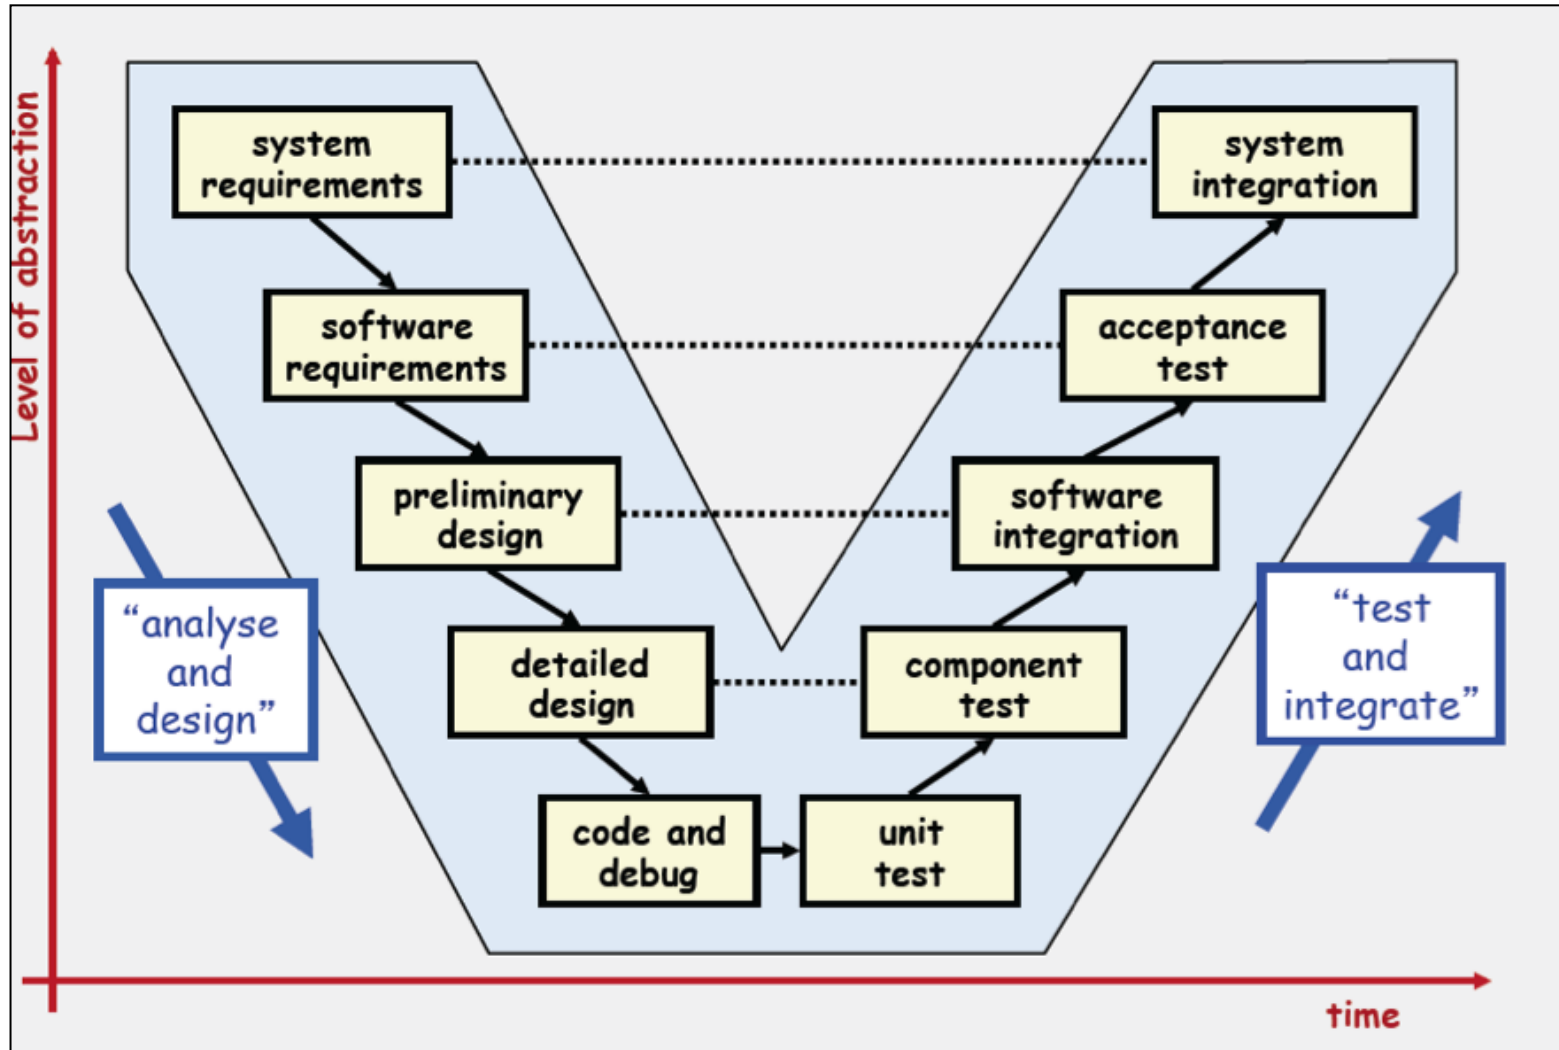 Level of abstraction
system
requirements
system
integration
software
requirements
acceptance
test
preliminary
design
software
integration
“analyse
and
design”
detailed
design
component
test
“test
and
integrate”
code and
debug
unit
test
time